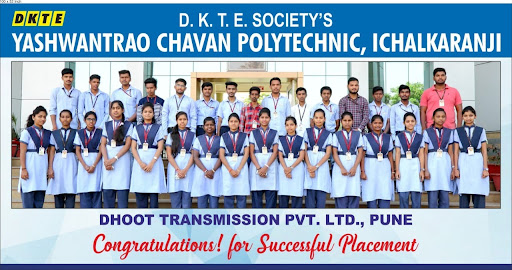 DKTE
D. K. T. E. SOCIETY'S
YASHWANTRAO CHAVAN POLYTECHNIC, ICHALKARANJI
DHOOT TRANSMISSION PVT. LTD., PUNE
Congratulations! for Successful Placement